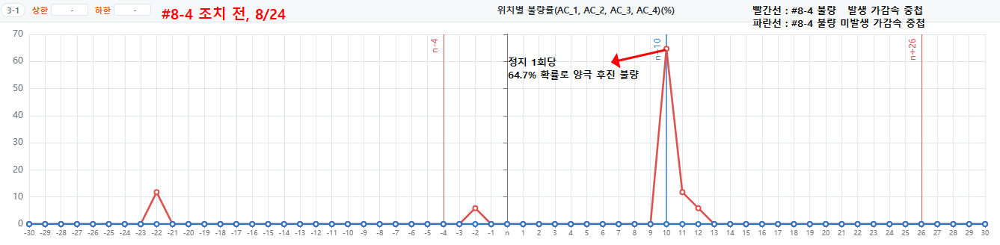 3-1 상한 - 하한 - #8-4 조치 전, 8/24 위치별 불량률(AC_1, AC_2, AC_3, AC_4)(%) 빨간선 : #8-4 불량 발생 가감속 중첩
파란선 : #8-4 불량 미발생 가감속 중첩
70
60
50
40
30
20
10
0
n-4
n+10
n+26
정지 1회당
64.7% 확률로 양극 후진 불량
-30 -29 -28 -27 -26 -25 -24 -23 -22 -21 -20 -19 -18 -17 -16 -15 -14 -13 -12 -11 -10 -9 -8 -7 -6 -5 -4 -3 -2 -1 n 1 2 3 4 5 6 7 8 9 10 11 12 13 14 15 16 17 18 19 20 21 22 23 24 25 26 27 28 29 30